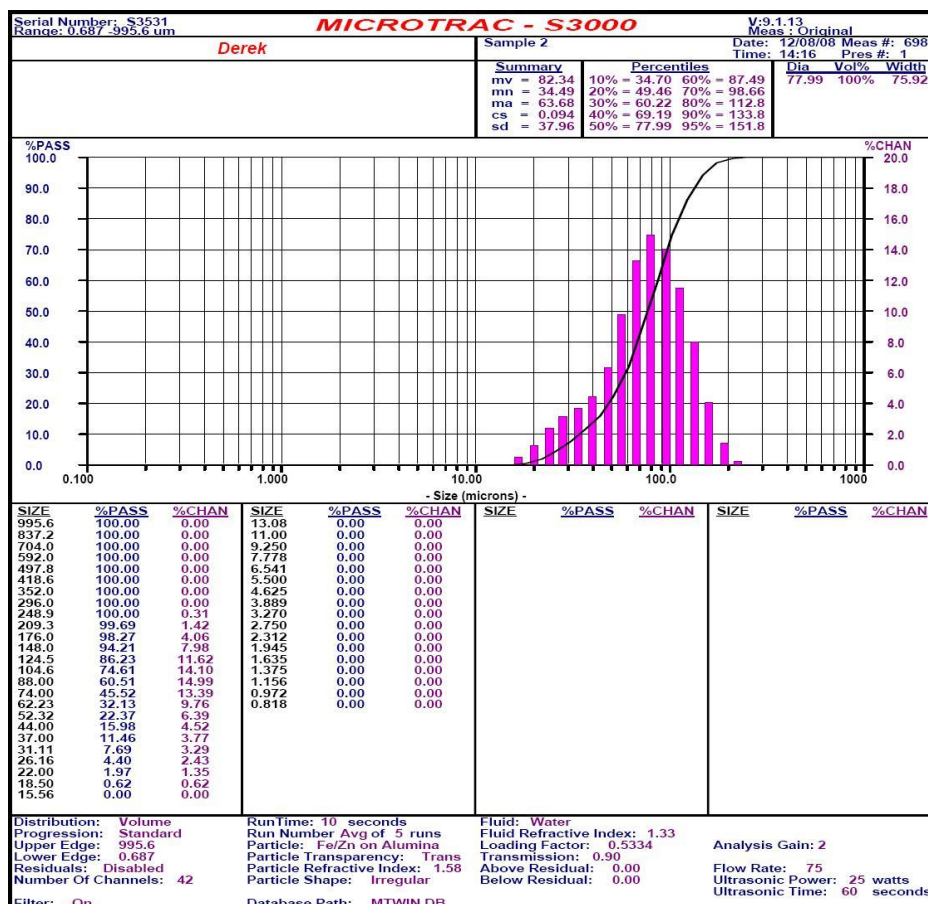 Serial Number: S3531 MICROTRAC - S3000 V:9.1.13
Range: 0.687 -995.6 um Meas : Original
Derek Sample 2 Date: 12/08/08 Meas #: 698
Time: 14:16 Pres #: 1
Summary Percentiles Dia Vol% Width
mv = 82.34 10% = 34.70 60% = 87.49 77.99 100% 75.92
mn = 34.49 20% = 49.46 70% = 98.66
ma = 63.68 30% = 60.22 80% = 112.8
cs = 0.094 40% = 69.19 90% = 133.8
sd = 37.96 50% = 77.99 95% = 151.8
%PASS %CHAN
100.0 20.0
90.0 18.0
80.0 16.0
70.0 14.0
60.0 12.0
50.0 10.0
40.0 8.0
30.0 6.0
20.0 4.0
10.0 2.0
0.0 0.0
0.100 1.000 10.00 100.0 1000
- Size (microns) -
SIZE %PASS %CHAN SIZE %PASS %CHAN SIZE %PASS %CHAN SIZE %PASS %CHAN
995.6 100.00 0.00 13.08 0.00 0.00
837.2 100.00 0.00 11.00 0.00 0.00
704.0 100.00 0.00 9.250 0.00 0.00
592.0 100.00 0.00 7.778 0.00 0.00
497.8 100.00 0.00 6.541 0.00 0.00
418.6 100.00 0.00 5.500 0.00 0.00
352.0 100.00 0.00 4.625 0.00 0.00
296.0 100.00 0.00 3.889 0.00 0.00
248.9 100.00 0.31 3.270 0.00 0.00
209.3 99.69 1.42 2.750 0.00 0.00
176.0 98.27 4.06 2.312 0.00 0.00
148.0 94.21 7.98 1.945 0.00 0.00
124.5 86.23 11.62 1.635 0.00 0.00
104.6 74.61 14.10 1.375 0.00 0.00
88.00 60.51 14.99 1.156 0.00 0.00
74.00 45.52 13.39 0.972 0.00 0.00
62.23 32.13 9.76 0.818 0.00 0.00
52.32 22.37 6.39
44.00 15.98 4.52
37.00 11.46 3.77
31.11 7.69 3.29
26.16 4.40 2.43
22.00 1.97 1.35
18.50 0.62 0.62
15.56 0.00 0.00
Distribution: Volume RunTime: 10 seconds Fluid: Water
Progression: Standard Run Number Avg of 5 runs Fluid Refractive Index: 1.33
Upper Edge: 995.6 Particle: Fe/Zn on Alumina Loading Factor: 0.5334 Analysis Gain: 2
Lower Edge: 0.687 Particle Transparency: Trans Transmission: 0.90
Residuals: Disabled Particle Refractive Index: 1.58 Above Residual: 0.00 Flow Rate: 75
Number Of Channels: 42 Particle Shape: Irregular Below Residual: 0.00 Ultrasonic Power: 25 watts
Ultrasonic Time: 60 seconds
Filter: On Database Path: MTWIN.DB